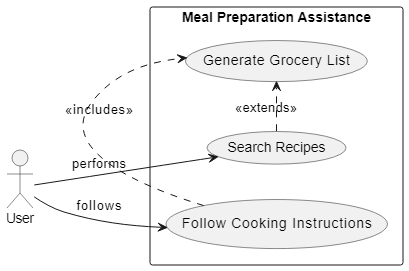 Meal Preparation Assistance
Generate Grocery List
«includes»
«extends»
Search Recipes
performs
follows
User
Follow Cooking Instructions